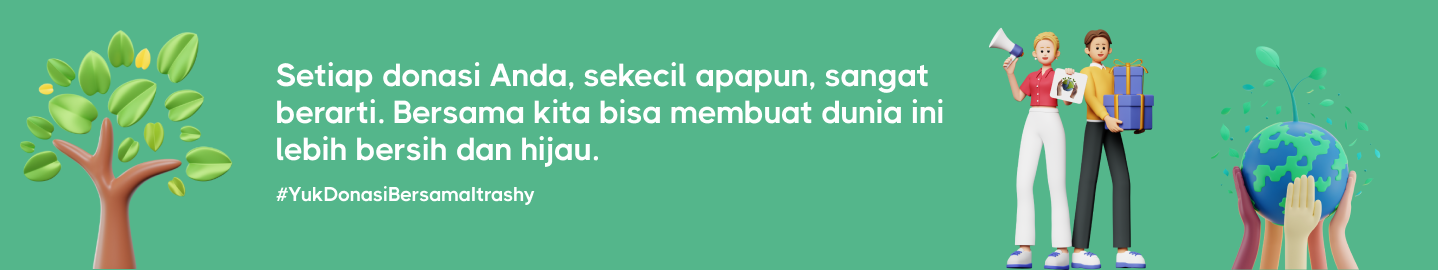 Setiap donasi Anda, sekecil apapun, sangat
berarti. Bersama kita bisa membuat dunia ini
lebih bersih dan hijau.
#YukDonasiBersamaItrashy